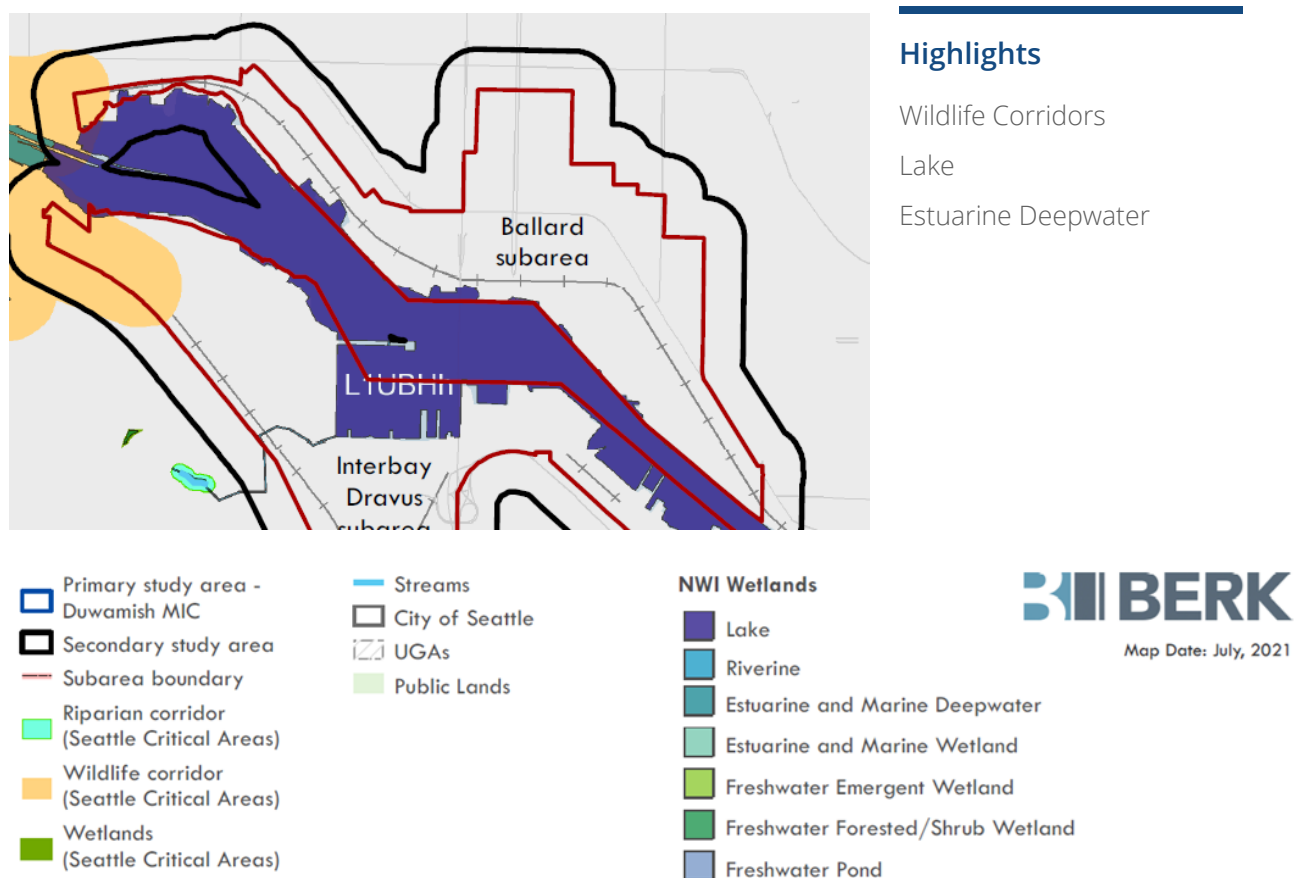 Highlights
Wildlife Corridors
Lake
Estuarine Deepwater
Ballard
subarea
L1UBHh
Interbay
Dravus
subarea
Primary study area -
Duwamish MIC
Secondary study area
Subarea boundary
Riparian corridor
(Seattle Critical Areas)
Wildlife corridor
(Seattle Critical Areas)
Wetlands
(Seattle Critical Areas)
Streams
City of Seattle
UGAs
Public Lands
NWI Wetlands
Lake
Riverine
Estuarine and Marine Deepwater
Estuarine and Marine Wetland
Freshwater Emergent Wetland
Freshwater Forested/Shrub Wetland
Freshwater Pond
BERK
Map Date: July, 2021